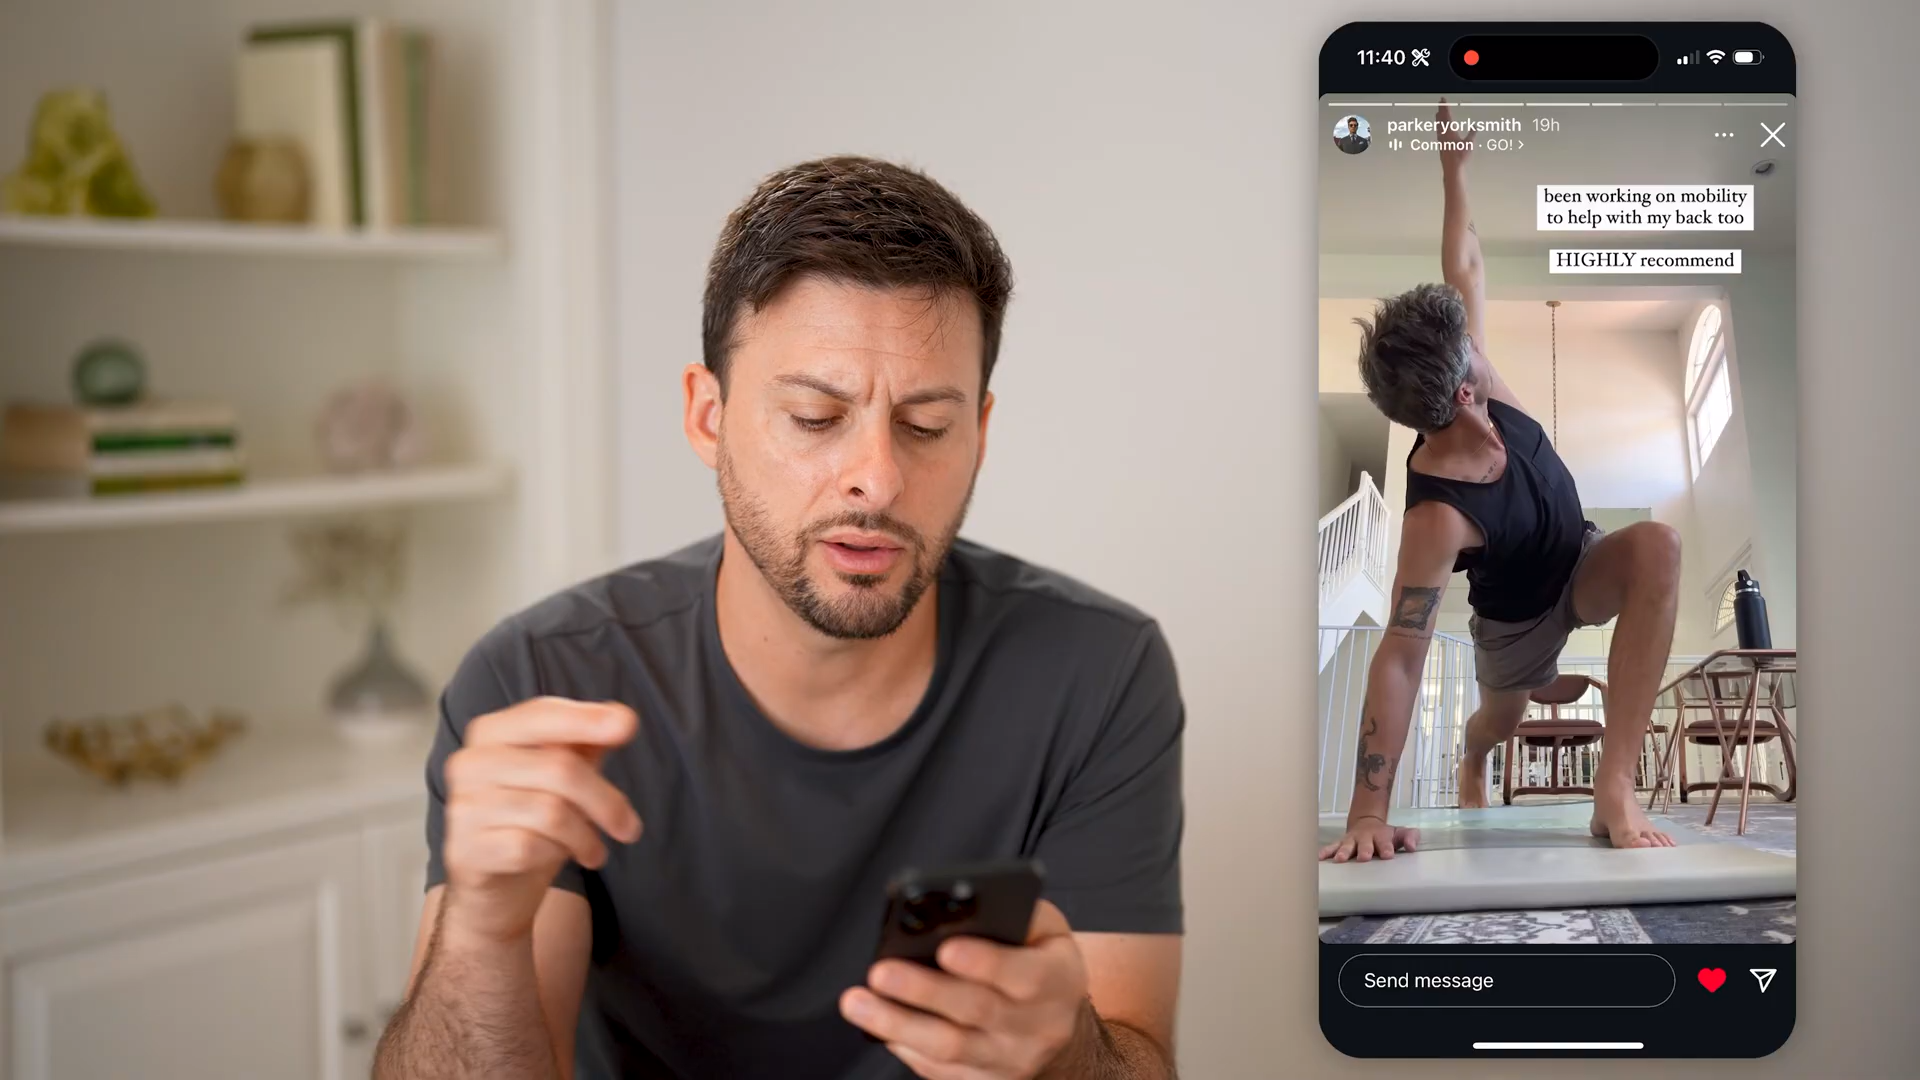 11:40
parkeryorksmith 19h
Common · GO! >
been working on mobility
to help with my back too
HIGHLY recommend
Send message